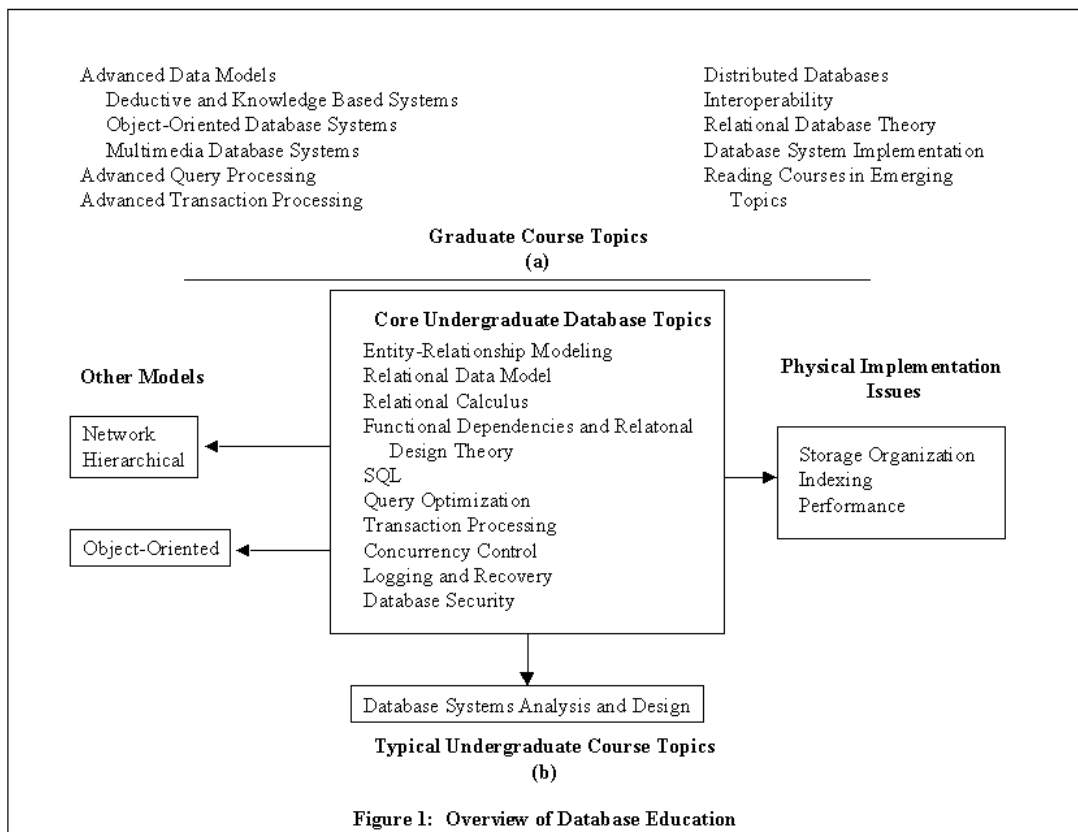 Advanced Data Models
Deductive and Knowledge Based Systems
Object-Oriented Database Systems
Multimedia Database Systems
Advanced Query Processing
Advanced Transaction Processing
Distributed Databases
Interoperability
Relational Database Theory
Database System Implementation
Reading Courses in Emerging
Topics
Graduate Course Topics
(a)
Other Models
Network
Hierarchical
Object-Oriented
Core Undergraduate Database Topics
Entity-Relationship Modeling
Relational Data Model
Relational Calculus
Functional Dependencies and Relatonal
Design Theory
SQL
Query Optimization
Transaction Processing
Concurrency Control
Logging and Recovery
Database Security
Physical Implementation
Issues
Storage Organization
Indexing
Performance
Database Systems Analysis and Design
Typical Undergraduate Course Topics
(b)
Figure 1: Overview of Database Education